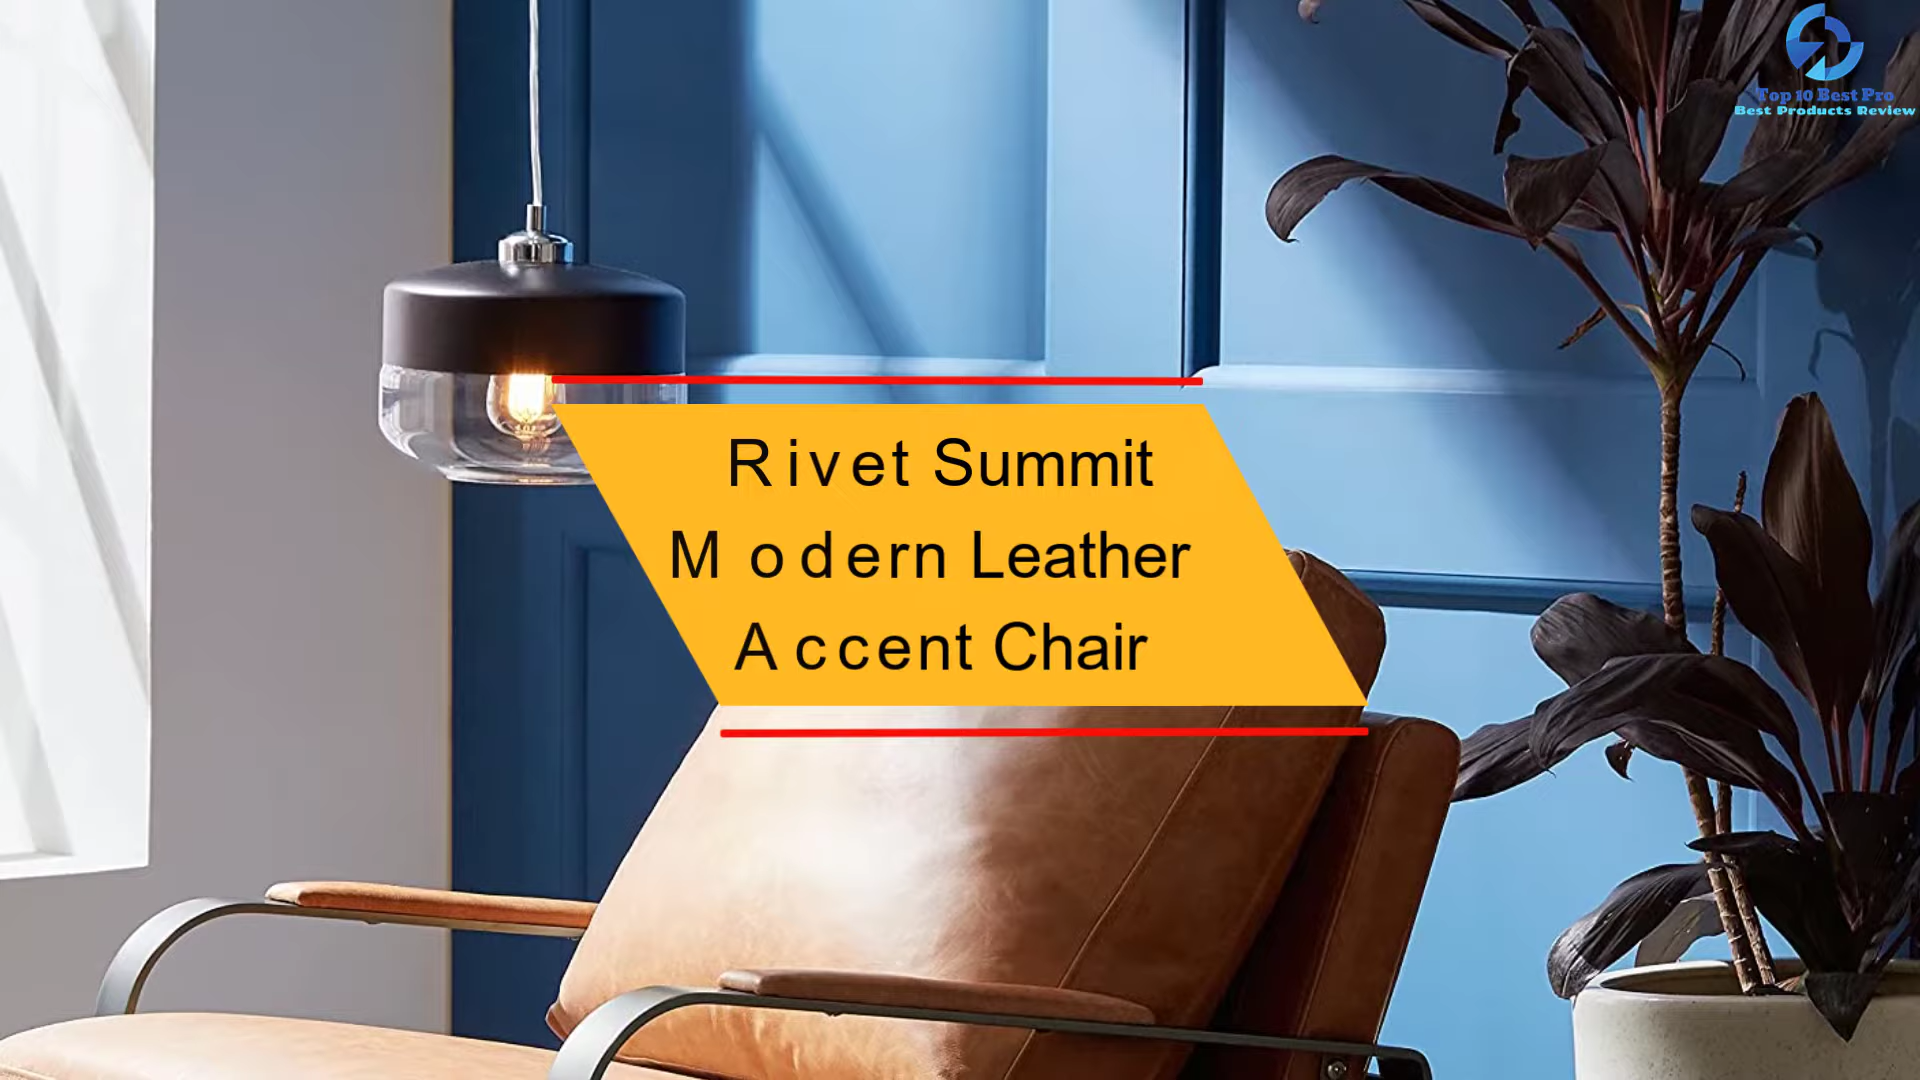 Top 10 Best Pro
Best Products Review
Rivet Summit
Modern Leather
Accent Chair